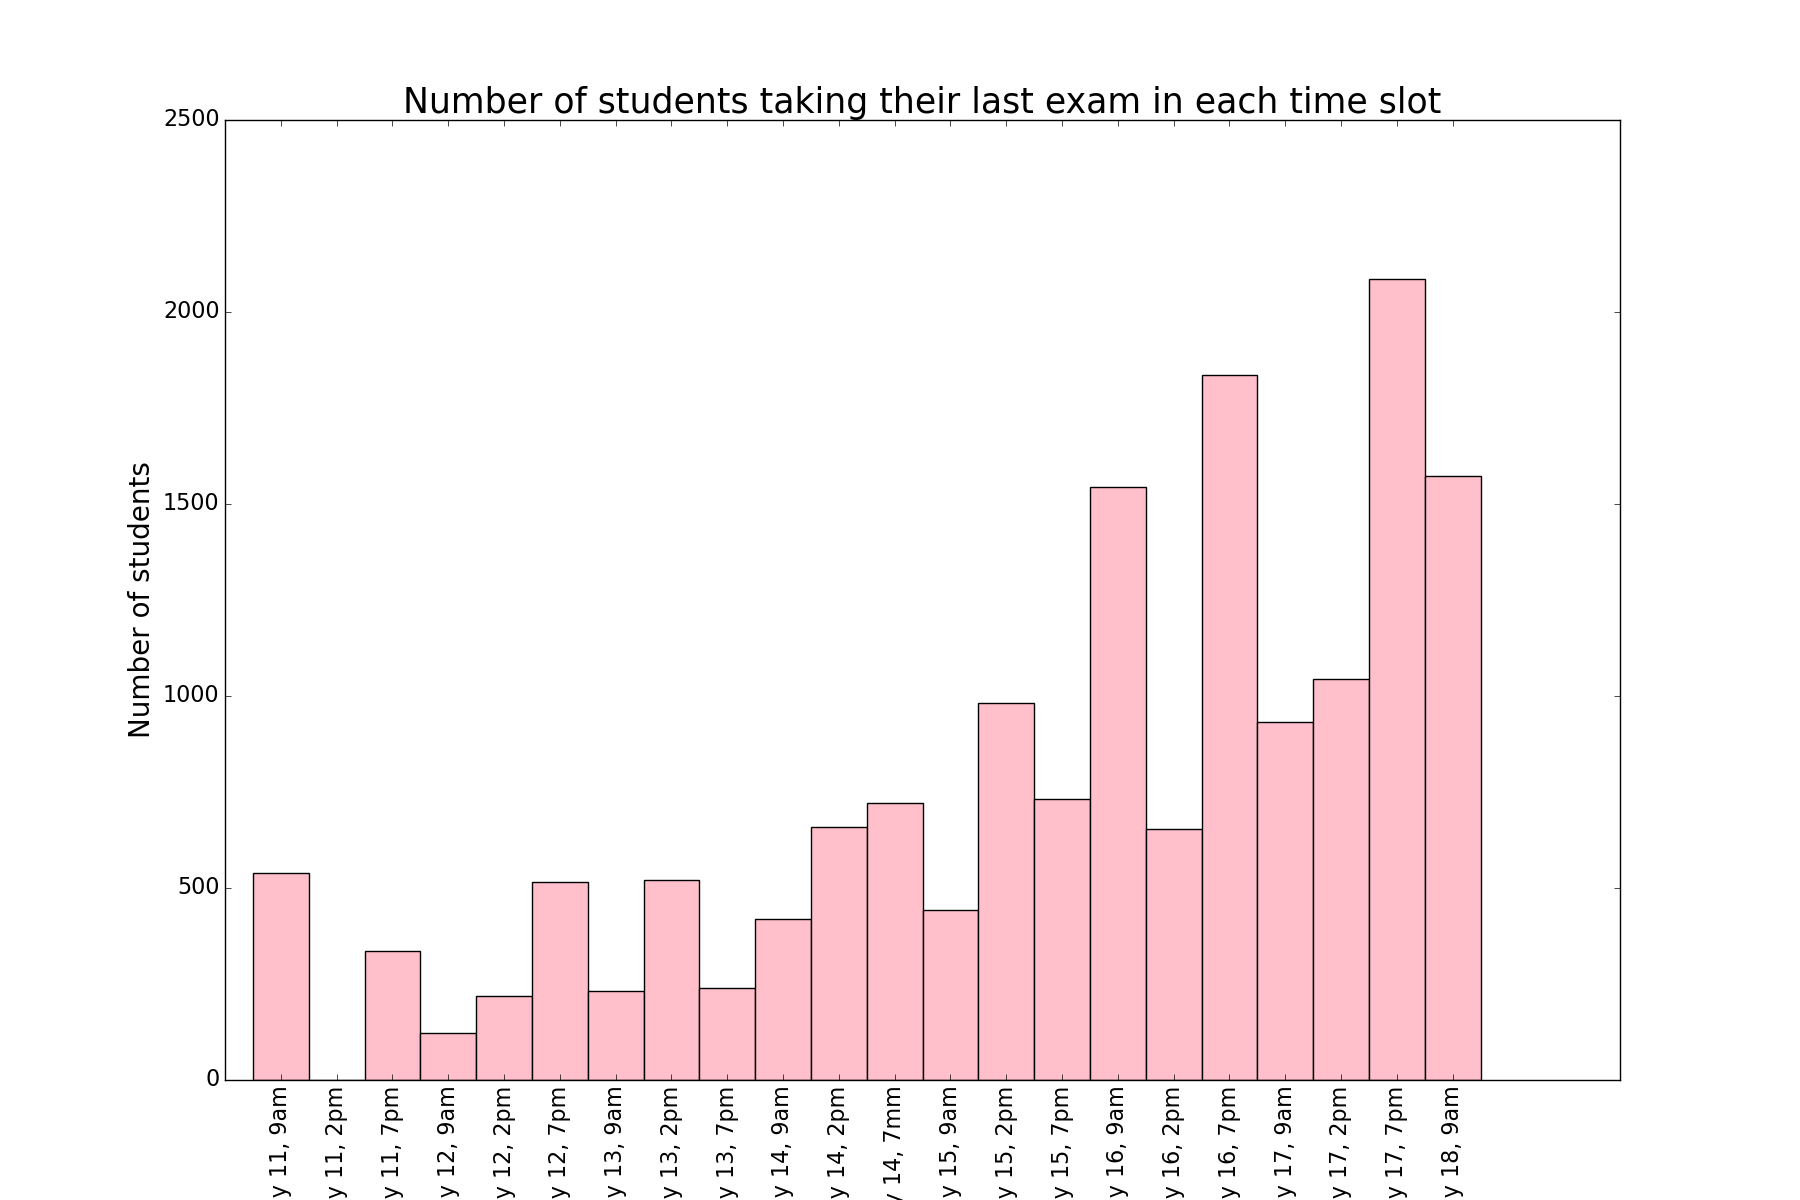 Number of students taking their last exam in each time slot
Number of students
2500
2000
1500
1000
500
0
y 11, 9am
y 11, 2pm
y 11, 7pm
y 12, 9am
y 12, 2pm
y 12, 7pm
y 13, 9am
y 13, 2pm
y 13, 7pm
y 14, 9am
y 14, 2pm
y 14, 7mm
y 15, 9am
y 15, 2pm
y 15, 7pm
y 16, 9am
y 16, 2pm
y 16, 7pm
y 17, 9am
y 17, 2pm
y 17, 7pm
y 18, 9am